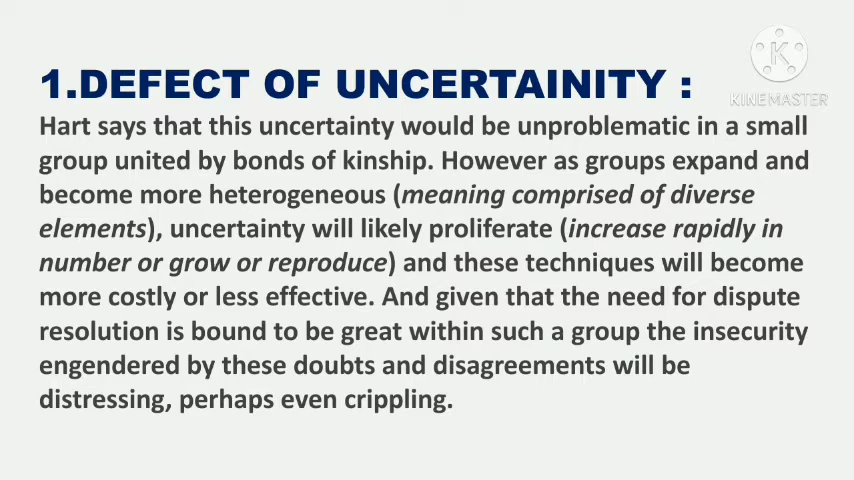 K
KINEMASTER
1.DEFECT OF UNCERTAINITY :
Hart says that this uncertainty would be unproblematic in a small
group united by bonds of kinship. However as groups expand and
become more heterogeneous (meaning comprised of diverse
elements), uncertainty will likely proliferate (increase rapidly in
number or grow or reproduce) and these techniques will become
more costly or less effective. And given that the need for dispute
resolution is bound to be great within such a group the insecurity
engendered by these doubts and disagreements will be
distressing, perhaps even crippling.